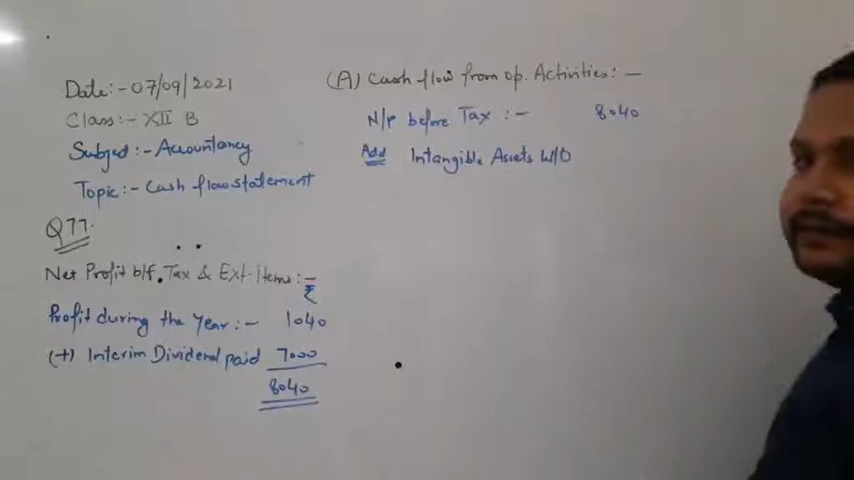 Date:- 07/09/2021
Class:- XII B
Subject:- Accountancy
Topic:- Cash flow statement
Q77.
Net Profit b/f. Tax & Ext. Items:-
₹
Profit during the Year:- 1040
(+) Interim Dividend paid 7000
8040
(A) Cash flow from op. Activities:-
N/P before Tax :- 8040
Add Intangible Assets W/O